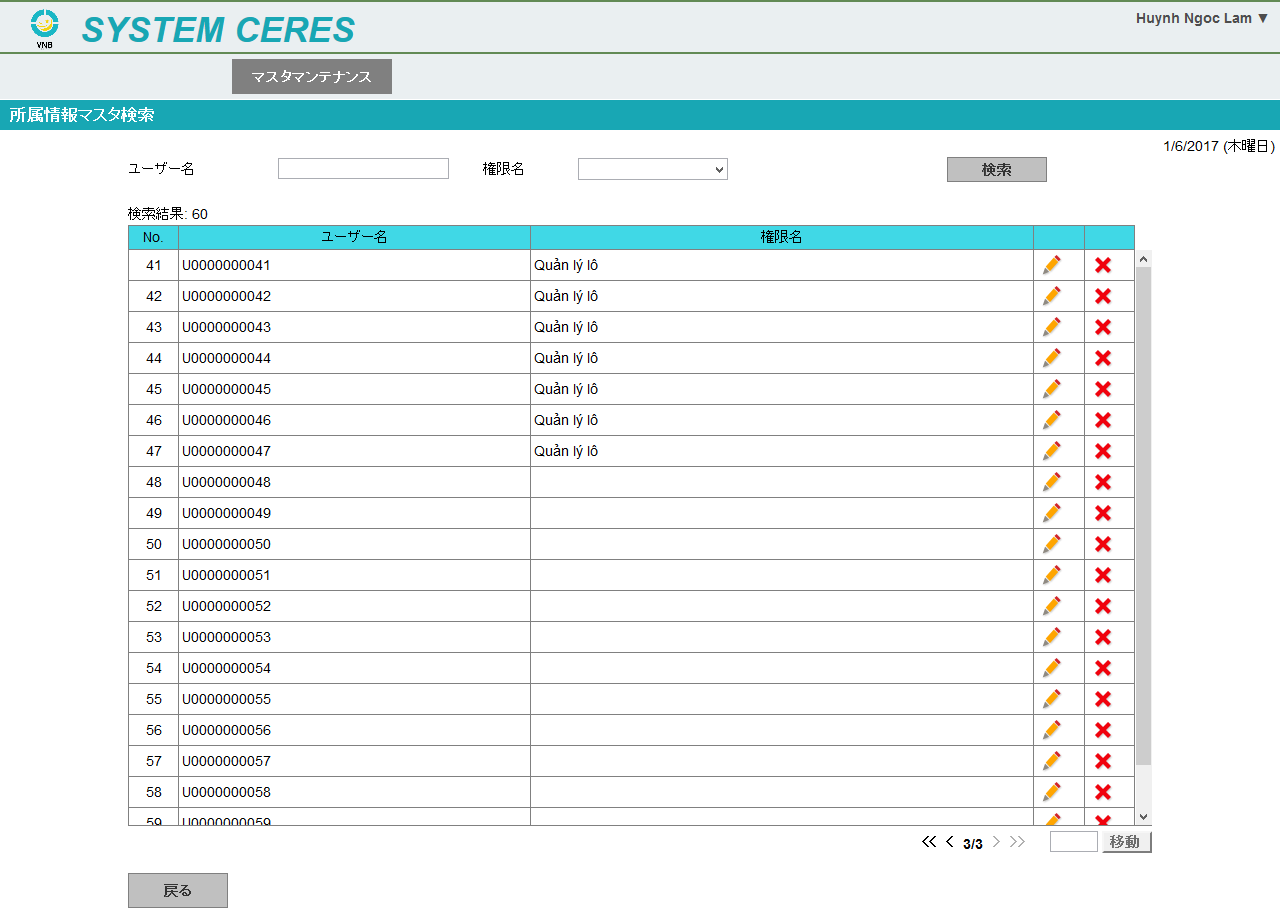 VNB
SYSTEM CERES
Huynh Ngoc Lam ▼
マスタマンテナンス
所属情報マスタ検索
1/6/2017 (木曜日)
ユーザー名 権限名 検索
検索結果: 60
No. ユーザー名 権限名
41 U0000000041 Quản lý lô
42 U0000000042 Quản lý lô
43 U0000000043 Quản lý lô
44 U0000000044 Quản lý lô
45 U0000000045 Quản lý lô
46 U0000000046 Quản lý lô
47 U0000000047 Quản lý lô
48 U0000000048
49 U0000000049
50 U0000000050
51 U0000000051
52 U0000000052
53 U0000000053
54 U0000000054
55 U0000000055
56 U0000000056
57 U0000000057
58 U0000000058
59 U0000000059
3/3 移動
戻る